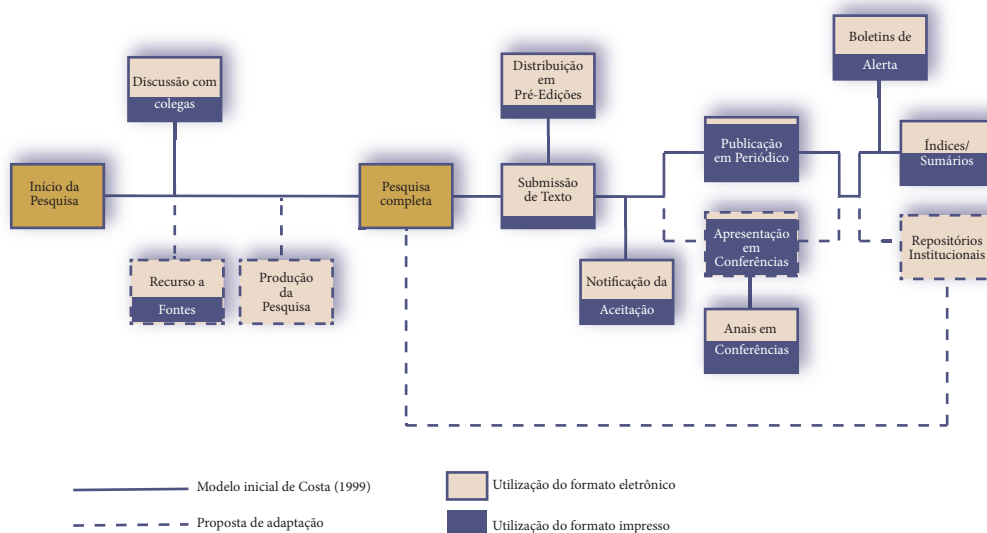 Boletins de
Alerta
Discussão com
colegas
Distribuição
em
Pré-Edições
Publicação
em Periódico
Índices/
Sumários
Início da
Pesquisa
Pesquisa
completa
Submissão
de Texto
Apresentação
em
Conferências
Repositórios
Institucionais
Recurso a
Fontes
Produção
da
Pesquisa
Notificação da
Aceitação
Anais em
Conferências
Modelo inicial de Costa (1999)
Utilização do formato eletrônico
Proposta de adaptação
Utilização do formato impresso